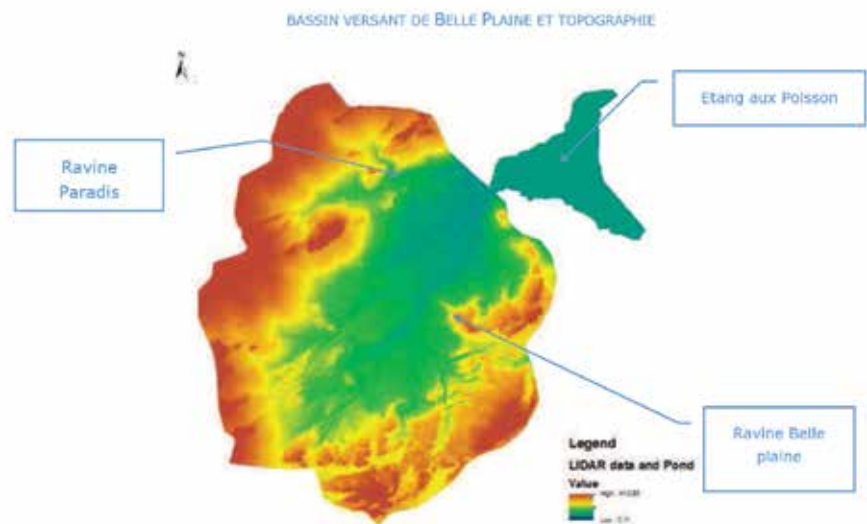 BASSIN VERSANT DE BELLE PLAINE ET TOPOGRAPHIE
Etang aux Poisson
Ravine
Paradis
Ravine Belle
plaine
Legend
LIDAR data and Pond
Value